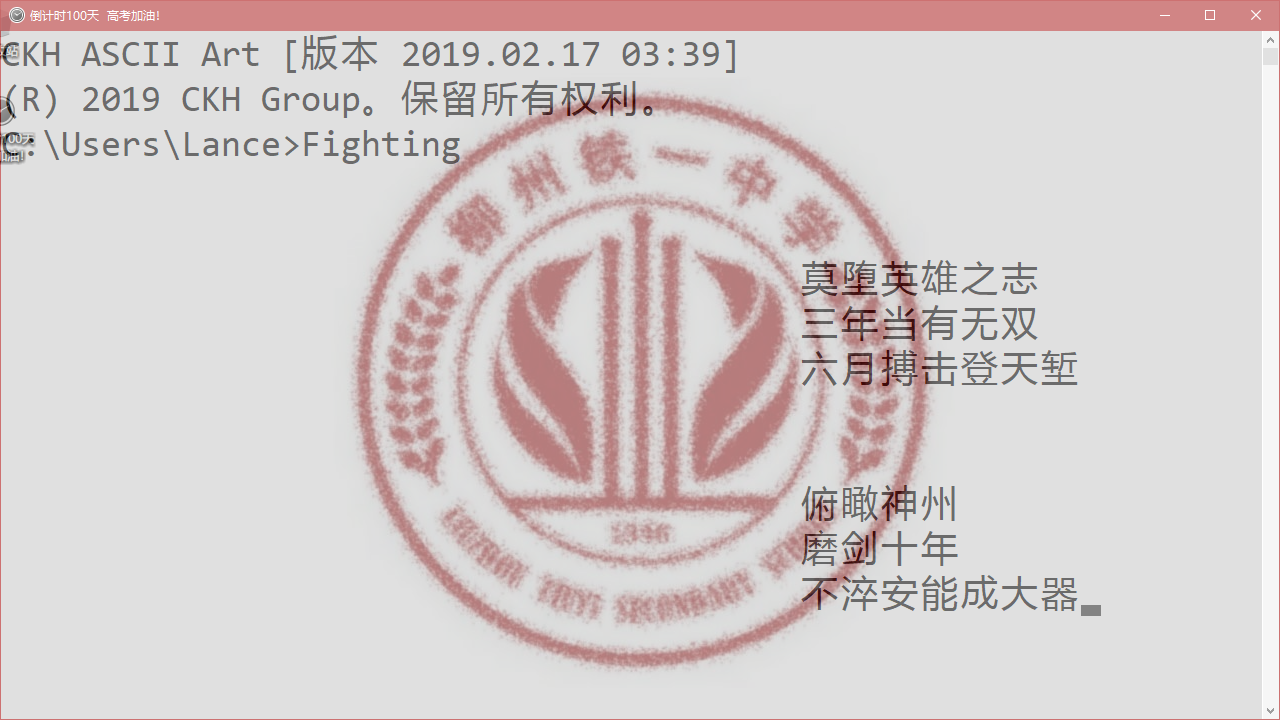 倒计时100天 高考加油!
CKH ASCII Art [版本 2019.02.17 03:39]
(R) 2019 CKH Group。保留所有权利。
C:\Users\Lance>Fighting
柳州铁一中学
莫堕英雄之志
三年当有无双
六月搏击登天堑
俯瞰神州
磨剑十年
不淬安能成大器